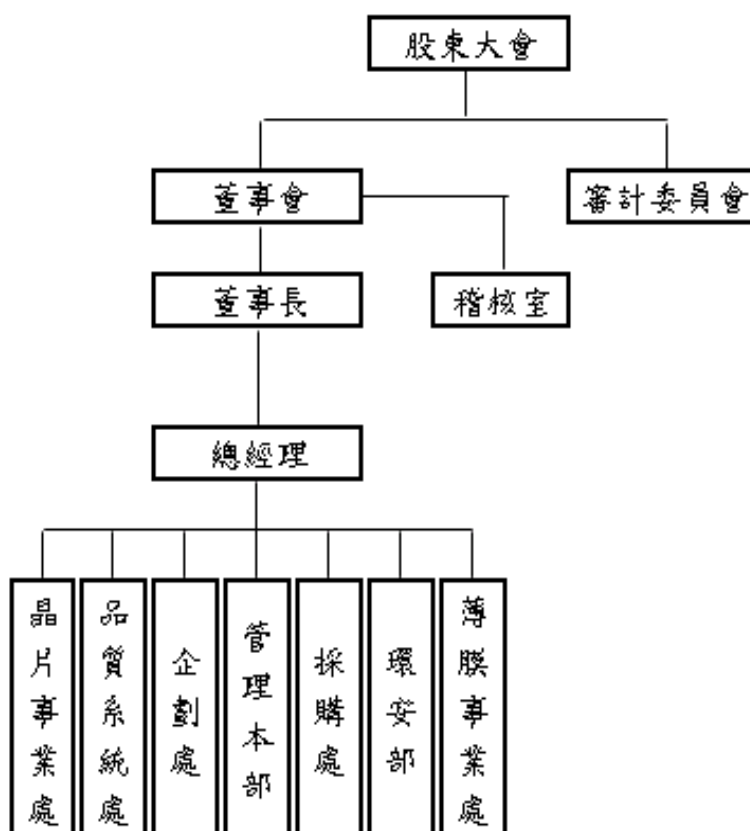 股東大會
董事會
審計委員會
董事長
稽核室
總經理
晶片事業處
品質系統處
企劃處
管理本部
採購處
環安部
薄膜事業處